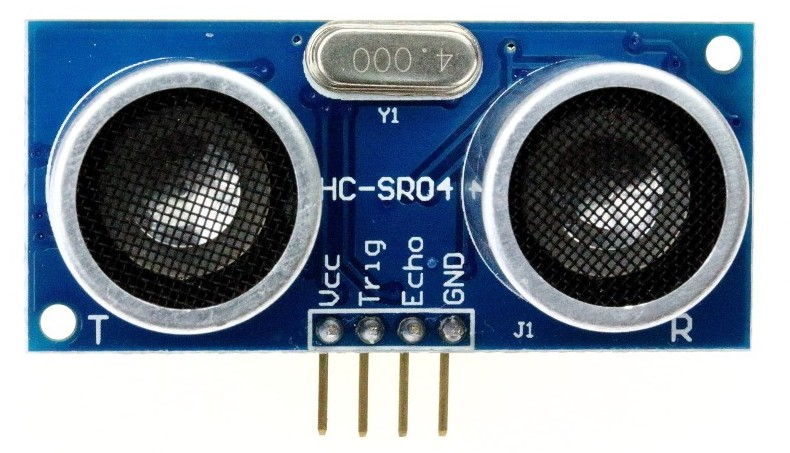 4.000
Y1
HC-SR04
Vcc
Trig
Echo
GND
T
J1
R